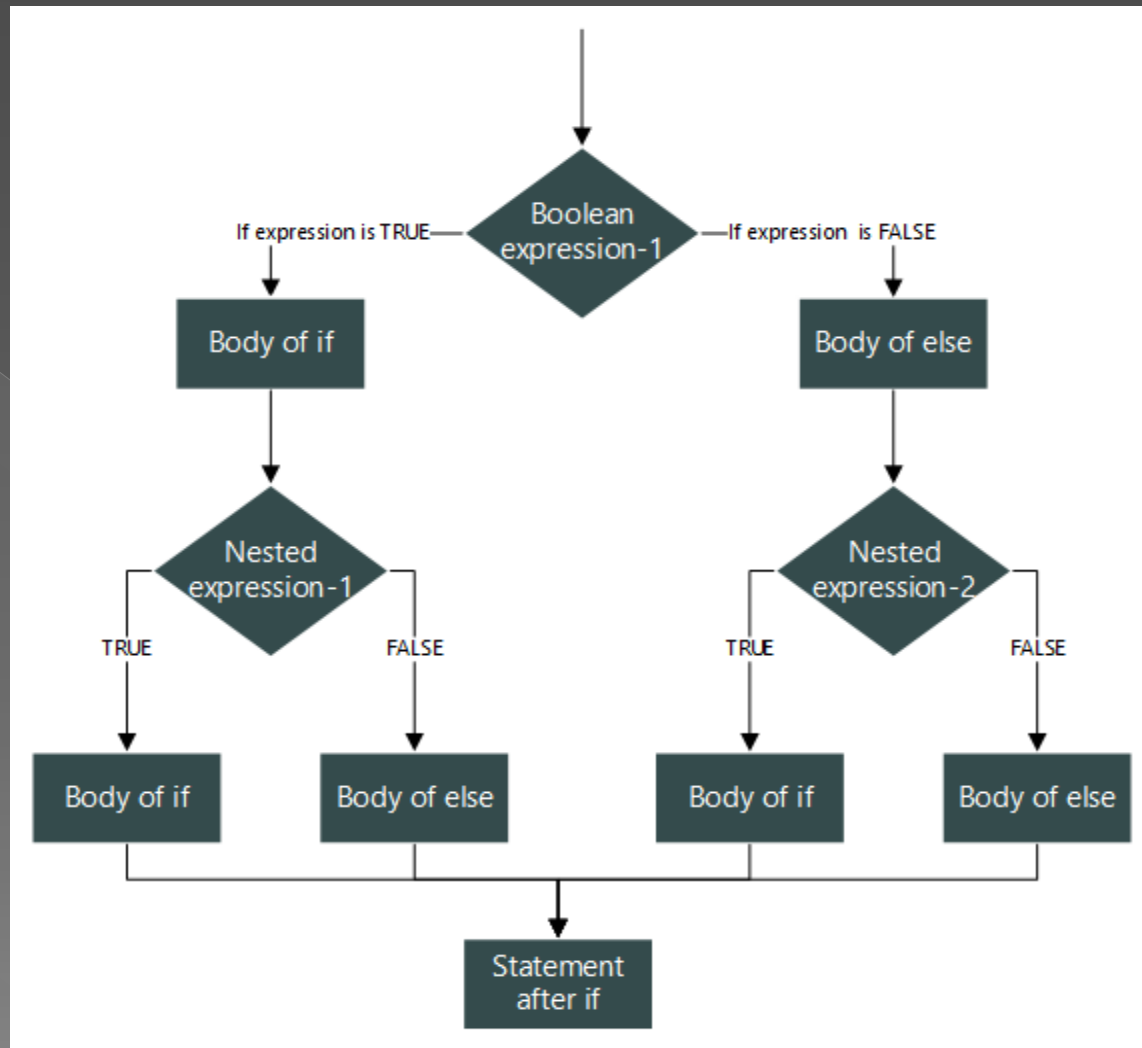 Boolean
expression-1
If expression is TRUE
If expression is FALSE
Body of if
Body of else
Nested
expression-1
Nested
expression-2
TRUE
FALSE
TRUE
FALSE
Body of if
Body of else
Body of if
Body of else
Statement
after if